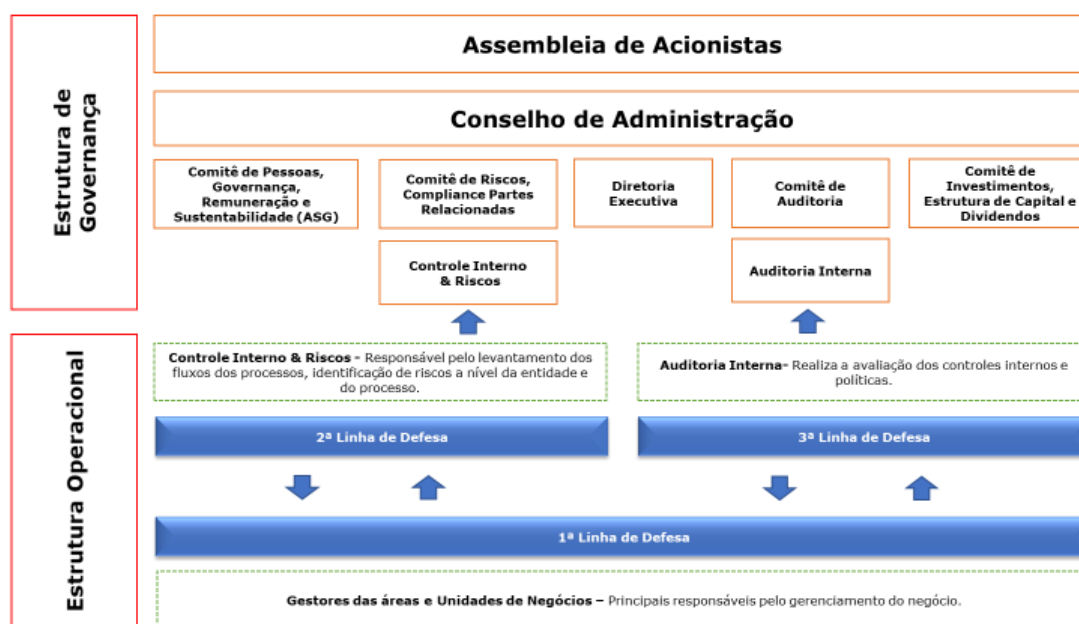 Estrutura de
Governança
Assembleia de Acionistas
Conselho de Administração
Comitê de Pessoas,
Governança,
Remuneração e
Sustentabilidade (ASG)
Comitê de Riscos,
Compliance Partes
Relacionadas
Diretoria
Executiva
Comitê de
Auditoria
Comitê de
Investimentos,
Estrutura de Capital e
Dividendos
Controle Interno
& Riscos
Auditoria Interna
Estrutura Operacional
Controle Interno & Riscos - Responsável pelo levantamento dos
fluxos dos processos, identificação de riscos a nível da entidade e
do processo.
Auditoria Interna- Realiza a avaliação dos controles internos e
políticas.
2ª Linha de Defesa
3ª Linha de Defesa
1ª Linha de Defesa
Gestores das áreas e Unidades de Negócios – Principais responsáveis pelo gerenciamento do negócio.